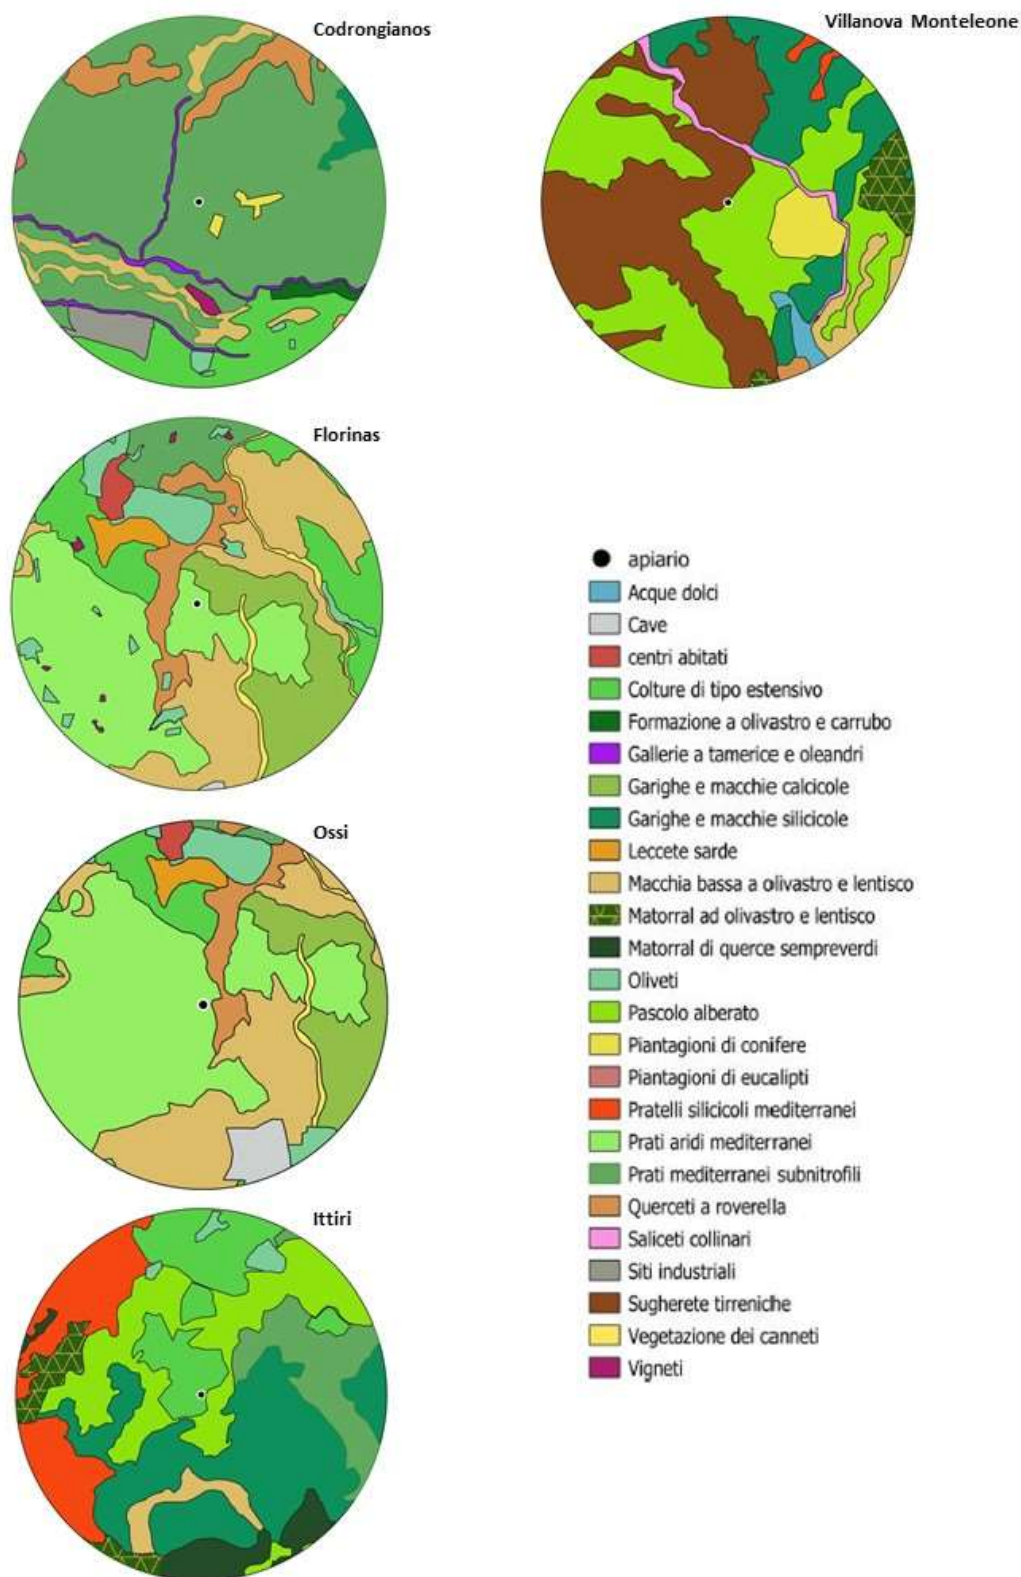 Codrongianos
Villanova Monteleone
Florinas
Ossi
Ittiri
apiario
Acque dolci
Cave
centri abitati
Colture di tipo estensivo
Formazione a olivastro e carrubo
Gallerie a tamerice e oleandri
Garighe e macchie calcicole
Garighe e macchie silicicole
Leccete sarde
Macchia bassa a olivastro e lentisco
Matorral ad olivastro e lentisco
Matorral di querce sempreverdi
Oliveti
Pascolo alberato
Piantagioni di conifere
Piantagioni di eucalipti
Pratelli silicicoli mediterranei
Prati aridi mediterranei
Prati mediterranei subnitrofili
Querceti a roverella
Saliceti collinari
Siti industriali
Sugherete tirreniche
Vegetazione dei canneti
Vigneti